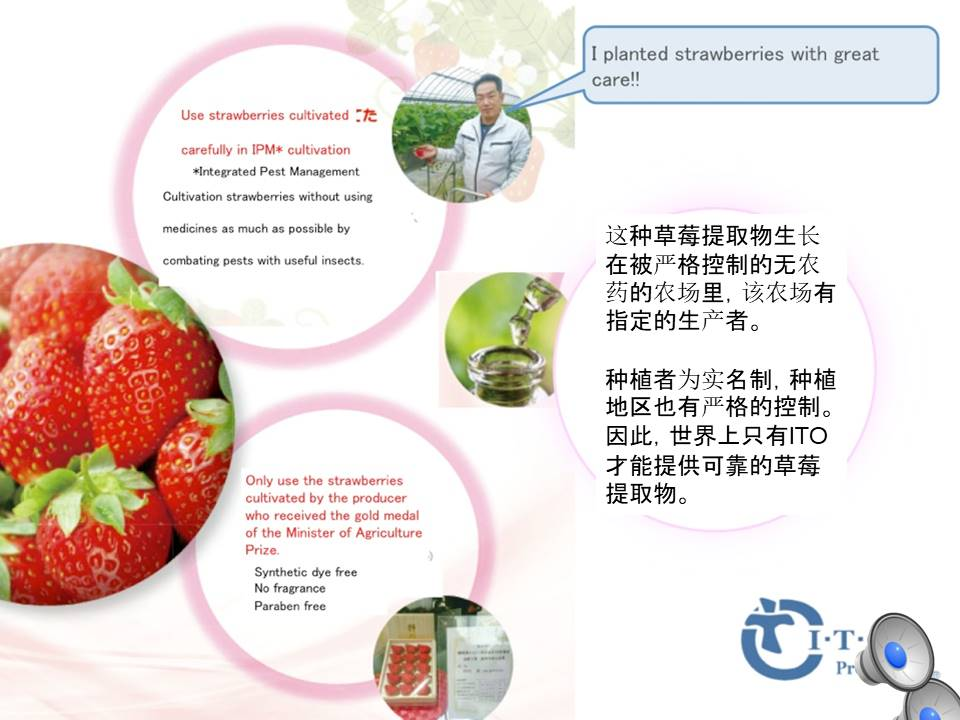 I planted strawberries with great
care!!
Use strawberries cultivated こた
carefully in IPM* cultivation
*Integrated Pest Management
Cultivation strawberries without using
medicines as much as possible by
combating pests with useful insects.
这种草莓提取物生长
在被严格控制的无农
药的农场里, 该农场有
指定的生产者。
种植者为实名制, 种植
地区也有严格的控制。
因此, 世界上只有ITO
才能提供可靠的草莓
提取物。
Only use the strawberries
cultivated by the producer
who received the gold medal
of the Minister of Agriculture
Prize.
Synthetic dye free
No fragrance
Paraben free
I·T·